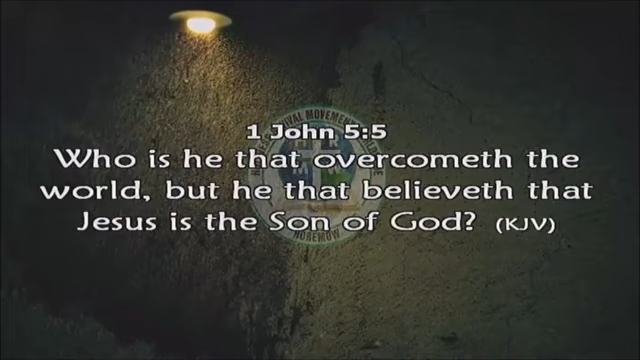 1 John 5:5
Who is he that overcometh the
world, but he that believeth that
Jesus is the Son of God? (KJV)